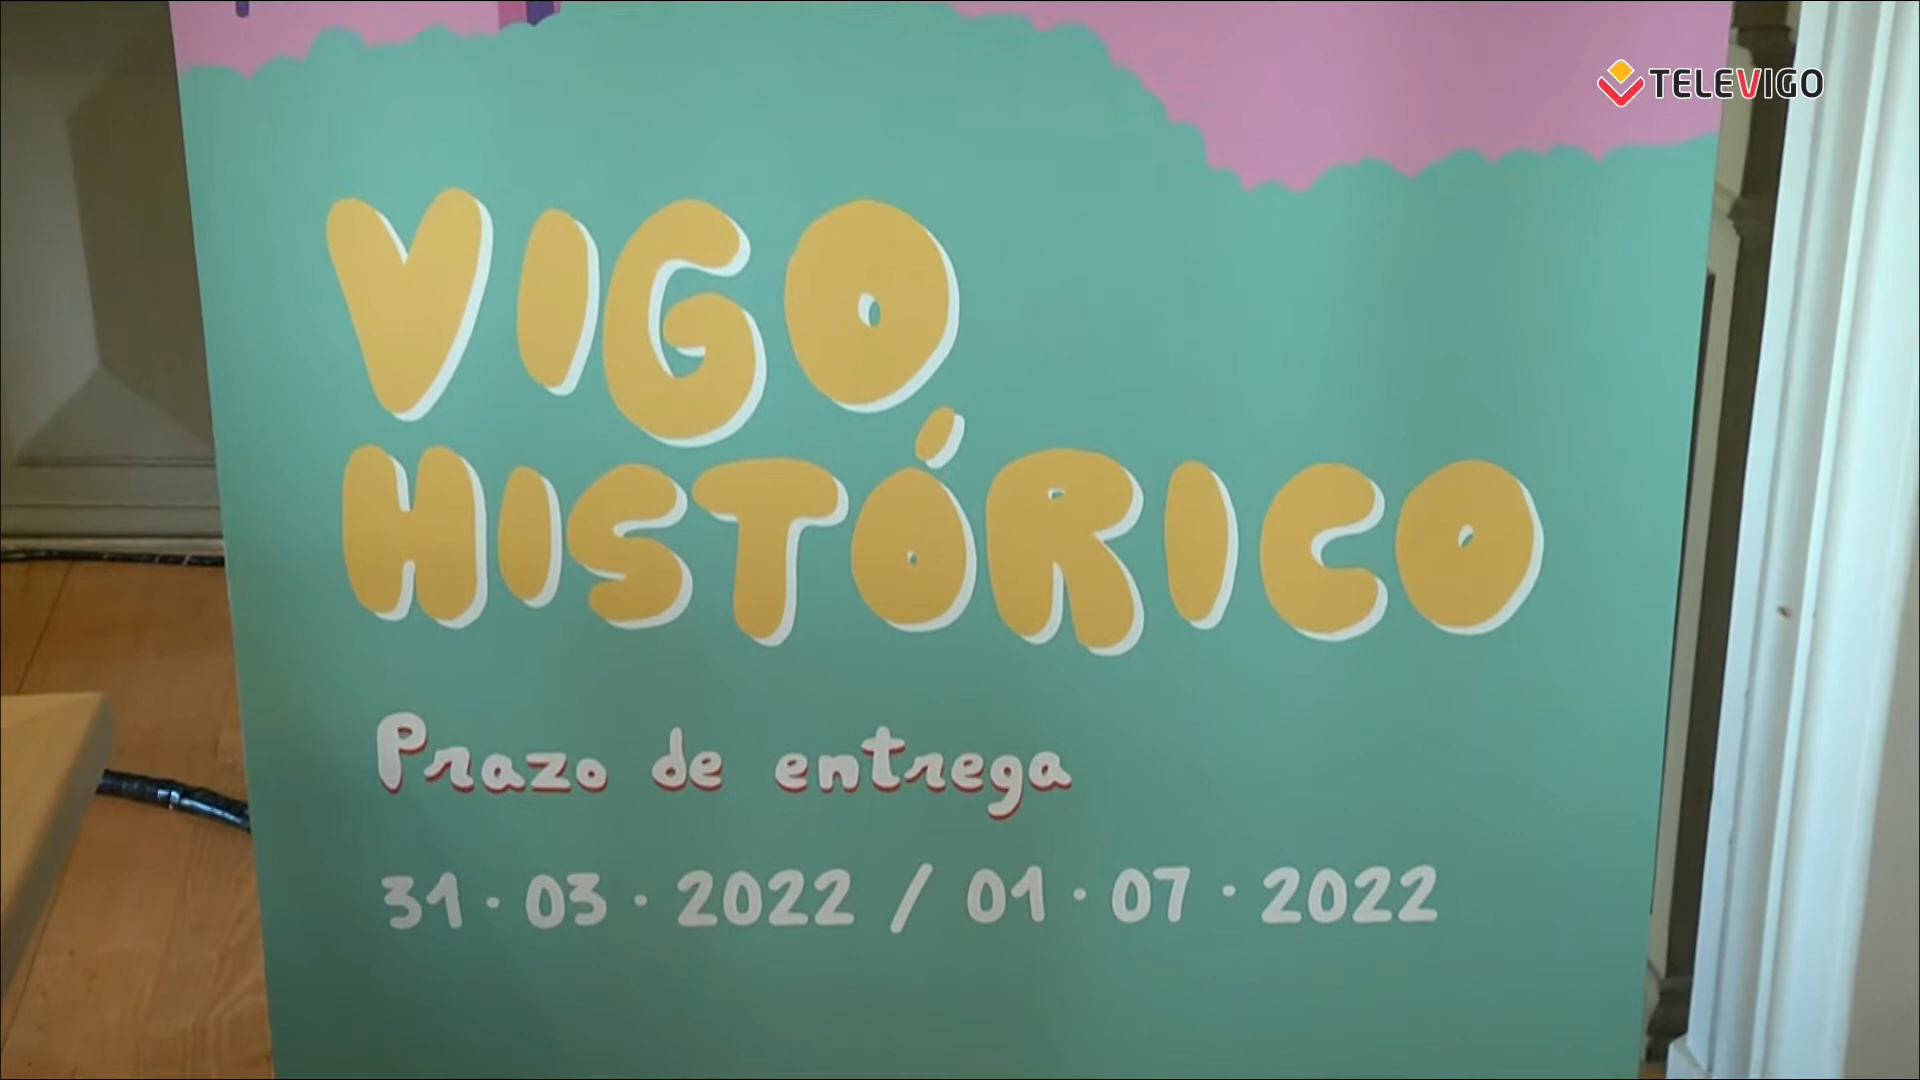 TELEVIGO
VIGO
HISTÓRICO
Prazo de entrega
31·03·2022 / 01·07·2022